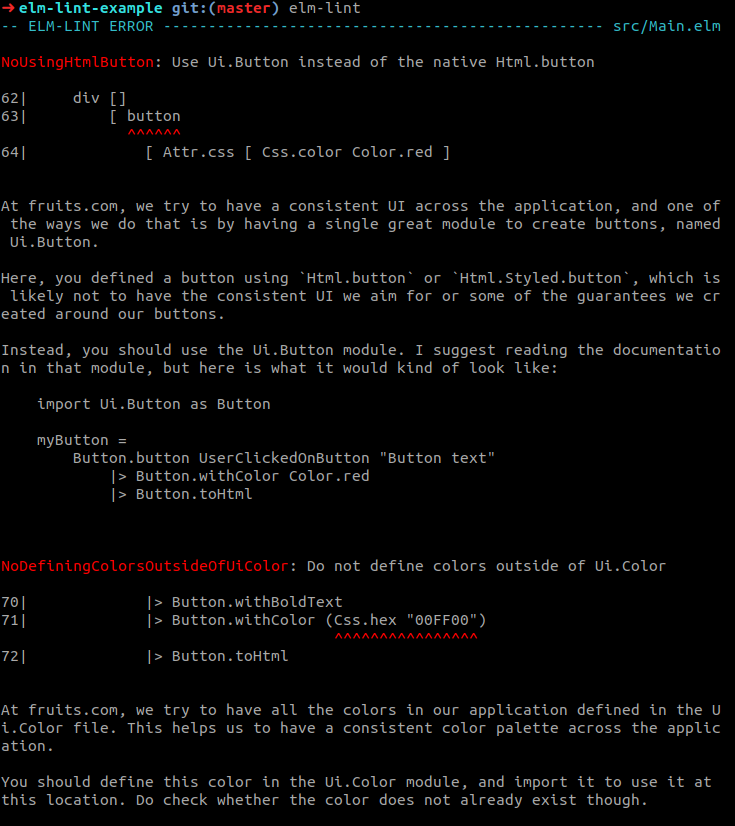 ➜ elm-lint-example git:(master) elm-lint
-- ELM-LINT ERROR ------------------------------------------------- src/Main.elm
NoUsingHtmlButton: Use Ui.Button instead of the native Html.button
62|     div []
63|         [ button
              ^^^^^^
64|             [ Attr.css [ Css.color Color.red ]
At fruits.com, we try to have a consistent UI across the application, and one of
 the ways we do that is by having a single great module to create buttons, named
 Ui.Button.
Here, you defined a button using `Html.button` or `Html.Styled.button`, which is
 likely not to have the consistent UI we aim for or some of the guarantees we cr
eated around our buttons.
Instead, you should use the Ui.Button module. I suggest reading the documentatio
n in that module, but here is what it would kind of look like:
    import Ui.Button as Button
    myButton =
        Button.button UserClickedOnButton "Button text"
            |> Button.withColor Color.red
            |> Button.toHtml
NoDefiningColorsOutsideOfUiColor: Do not define colors outside of Ui.Color
70|             |> Button.withBoldText
71|             |> Button.withColor (Css.hex "00FF00")
                                     ^^^^^^^^^^^^^^^^
72|             |> Button.toHtml
At fruits.com, we try to have all the colors in our application defined in the U
i.Color file. This helps us to have a consistent color palette across the applic
ation.
You should define this color in the Ui.Color module, and import it to use it at
this location. Do check whether the color does not already exist though.